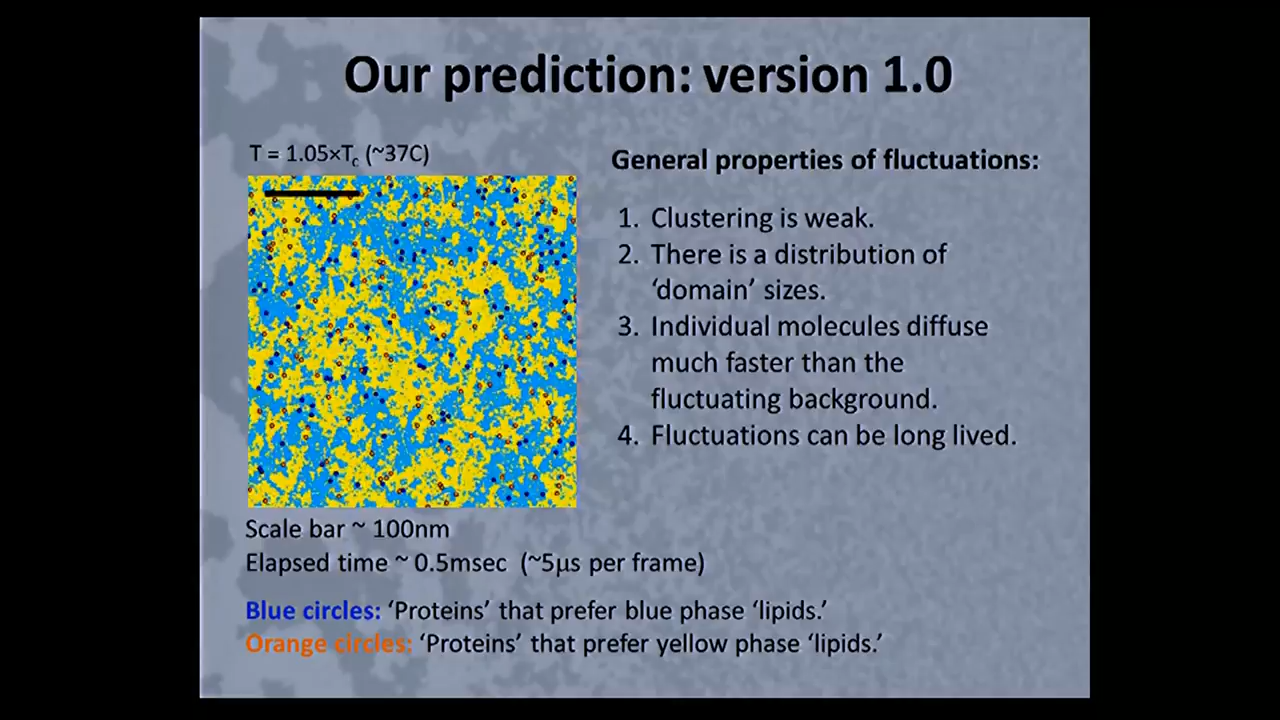 Our prediction: version 1.0
T = 1.05×Tc (~37C)
General properties of fluctuations:
1. Clustering is weak.
2. There is a distribution of
‘domain’ sizes.
3. Individual molecules diffuse
much faster than the
fluctuating background.
4. Fluctuations can be long lived.
Scale bar ~ 100nm
Elapsed time ~ 0.5msec (~5µs per frame)
Blue circles: ‘Proteins’ that prefer blue phase ‘lipids.’
Orange circles: ‘Proteins’ that prefer yellow phase ‘lipids.’